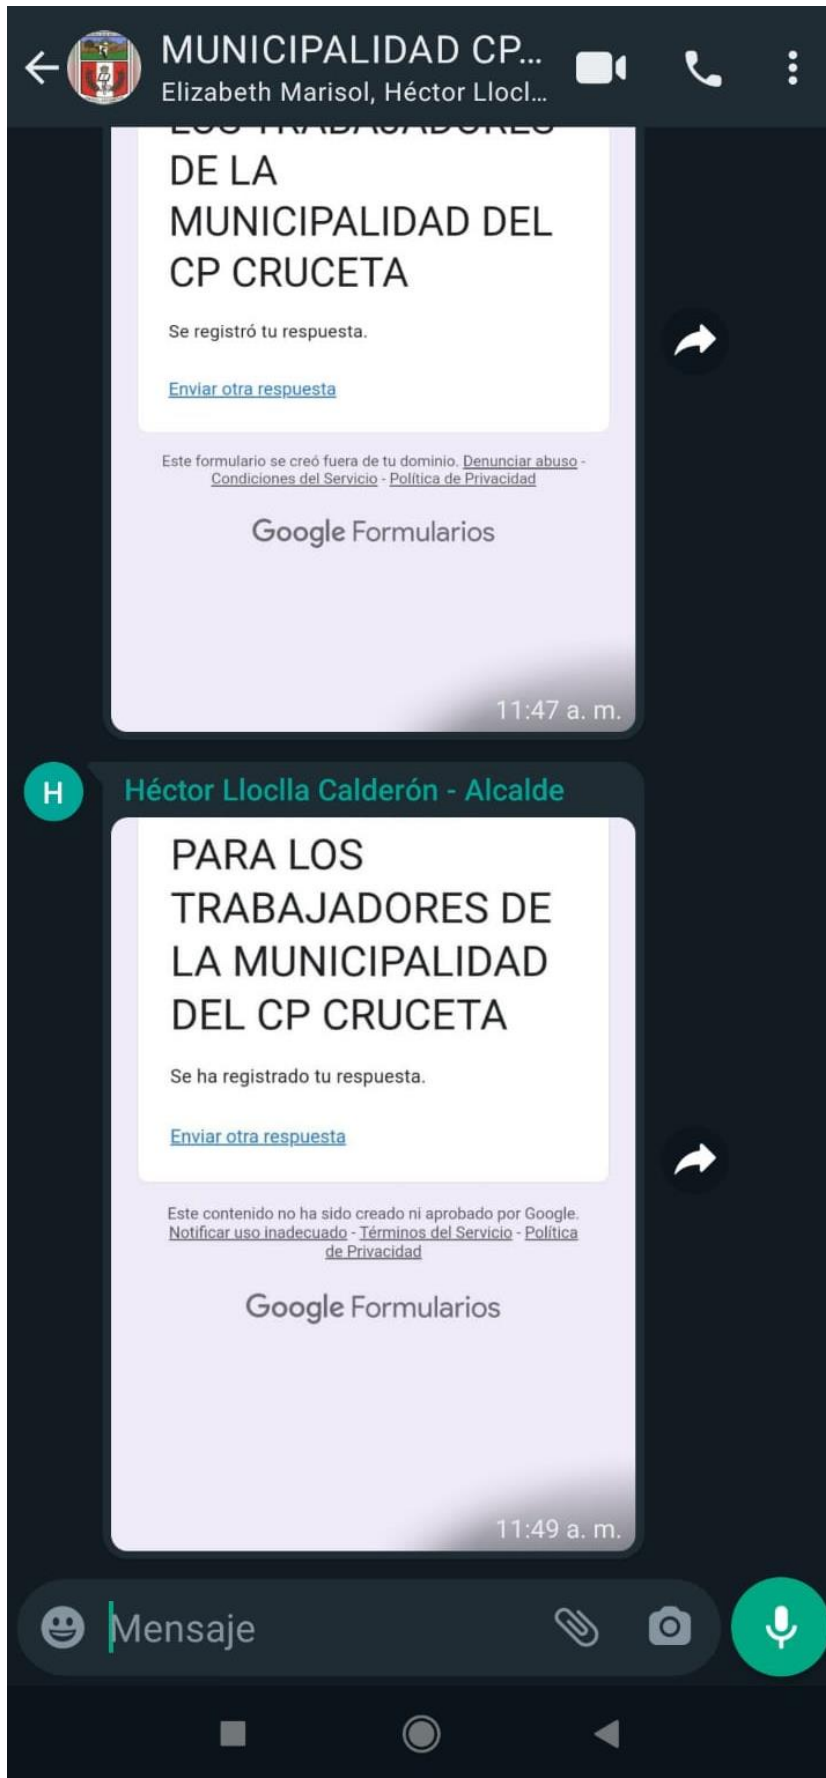 MUNICIPALIDAD CP...
Elizabeth Marisol, Héctor Llocl...
LOS TRABAJADORES
DE LA
MUNICIPALIDAD DEL
CP CRUCETA
Se registró tu respuesta.
Enviar otra respuesta
Este formulario se creó fuera de tu dominio. Denunciar abuso -
Condiciones del Servicio - Política de Privacidad
Google Formularios
11:47 a. m.
H
Héctor Lloclla Calderón - Alcalde
PARA LOS
TRABAJADORES DE
LA MUNICIPALIDAD
DEL CP CRUCETA
Se ha registrado tu respuesta.
Enviar otra respuesta
Este contenido no ha sido creado ni aprobado por Google.
Notificar uso inadecuado - Términos del Servicio - Política
de Privacidad
Google Formularios
11:49 a. m.
Mensaje